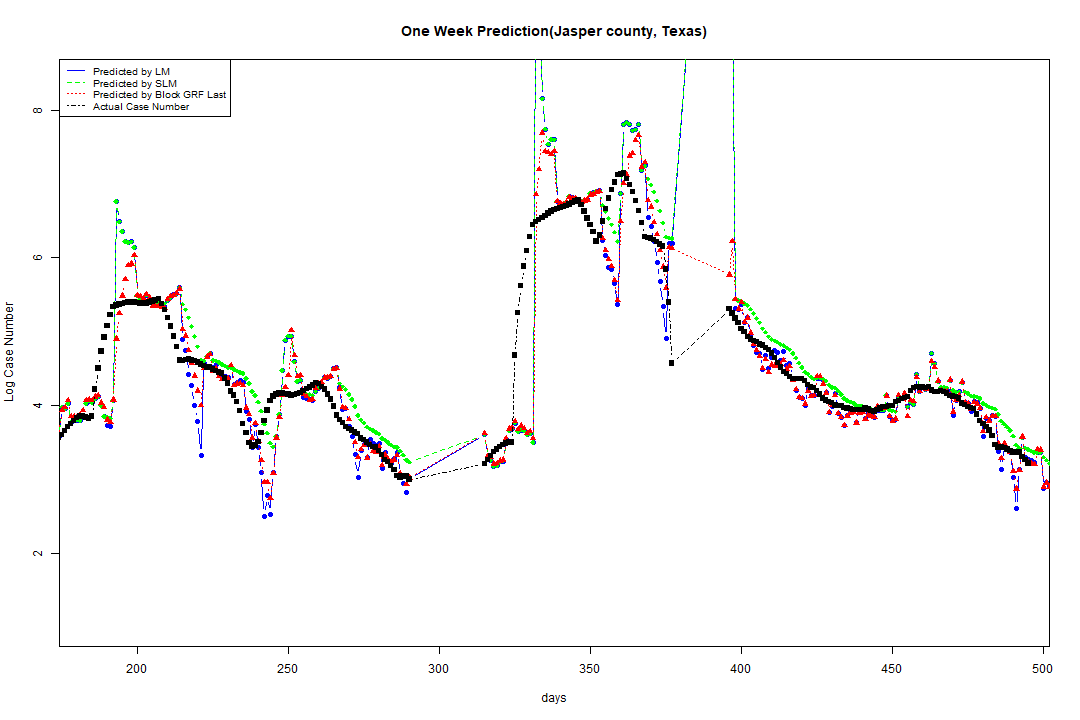 One Week Prediction(Jasper county, Texas)
Predicted by LM
Predicted by SLM
Predicted by Block GRF Last
Actual Case Number
8
6
4
2
Log Case Number
200 250 300 350 400 450 500
days